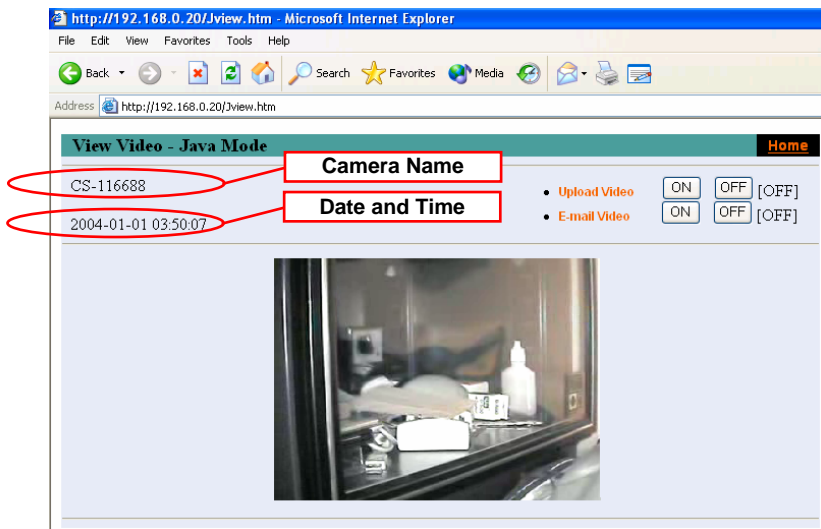 http://192.168.0.20/Jview.htm - Microsoft Internet Explorer
File Edit View Favorites Tools Help
Back Search Favorites Media
Address http://192.168.0.20/Jview.htm
View Video - Java Mode Home
CS-116688
Camera Name
Upload Video ON OFF [OFF]
Date and Time
2004-01-01 03:50:07
E-mail Video ON OFF [OFF]